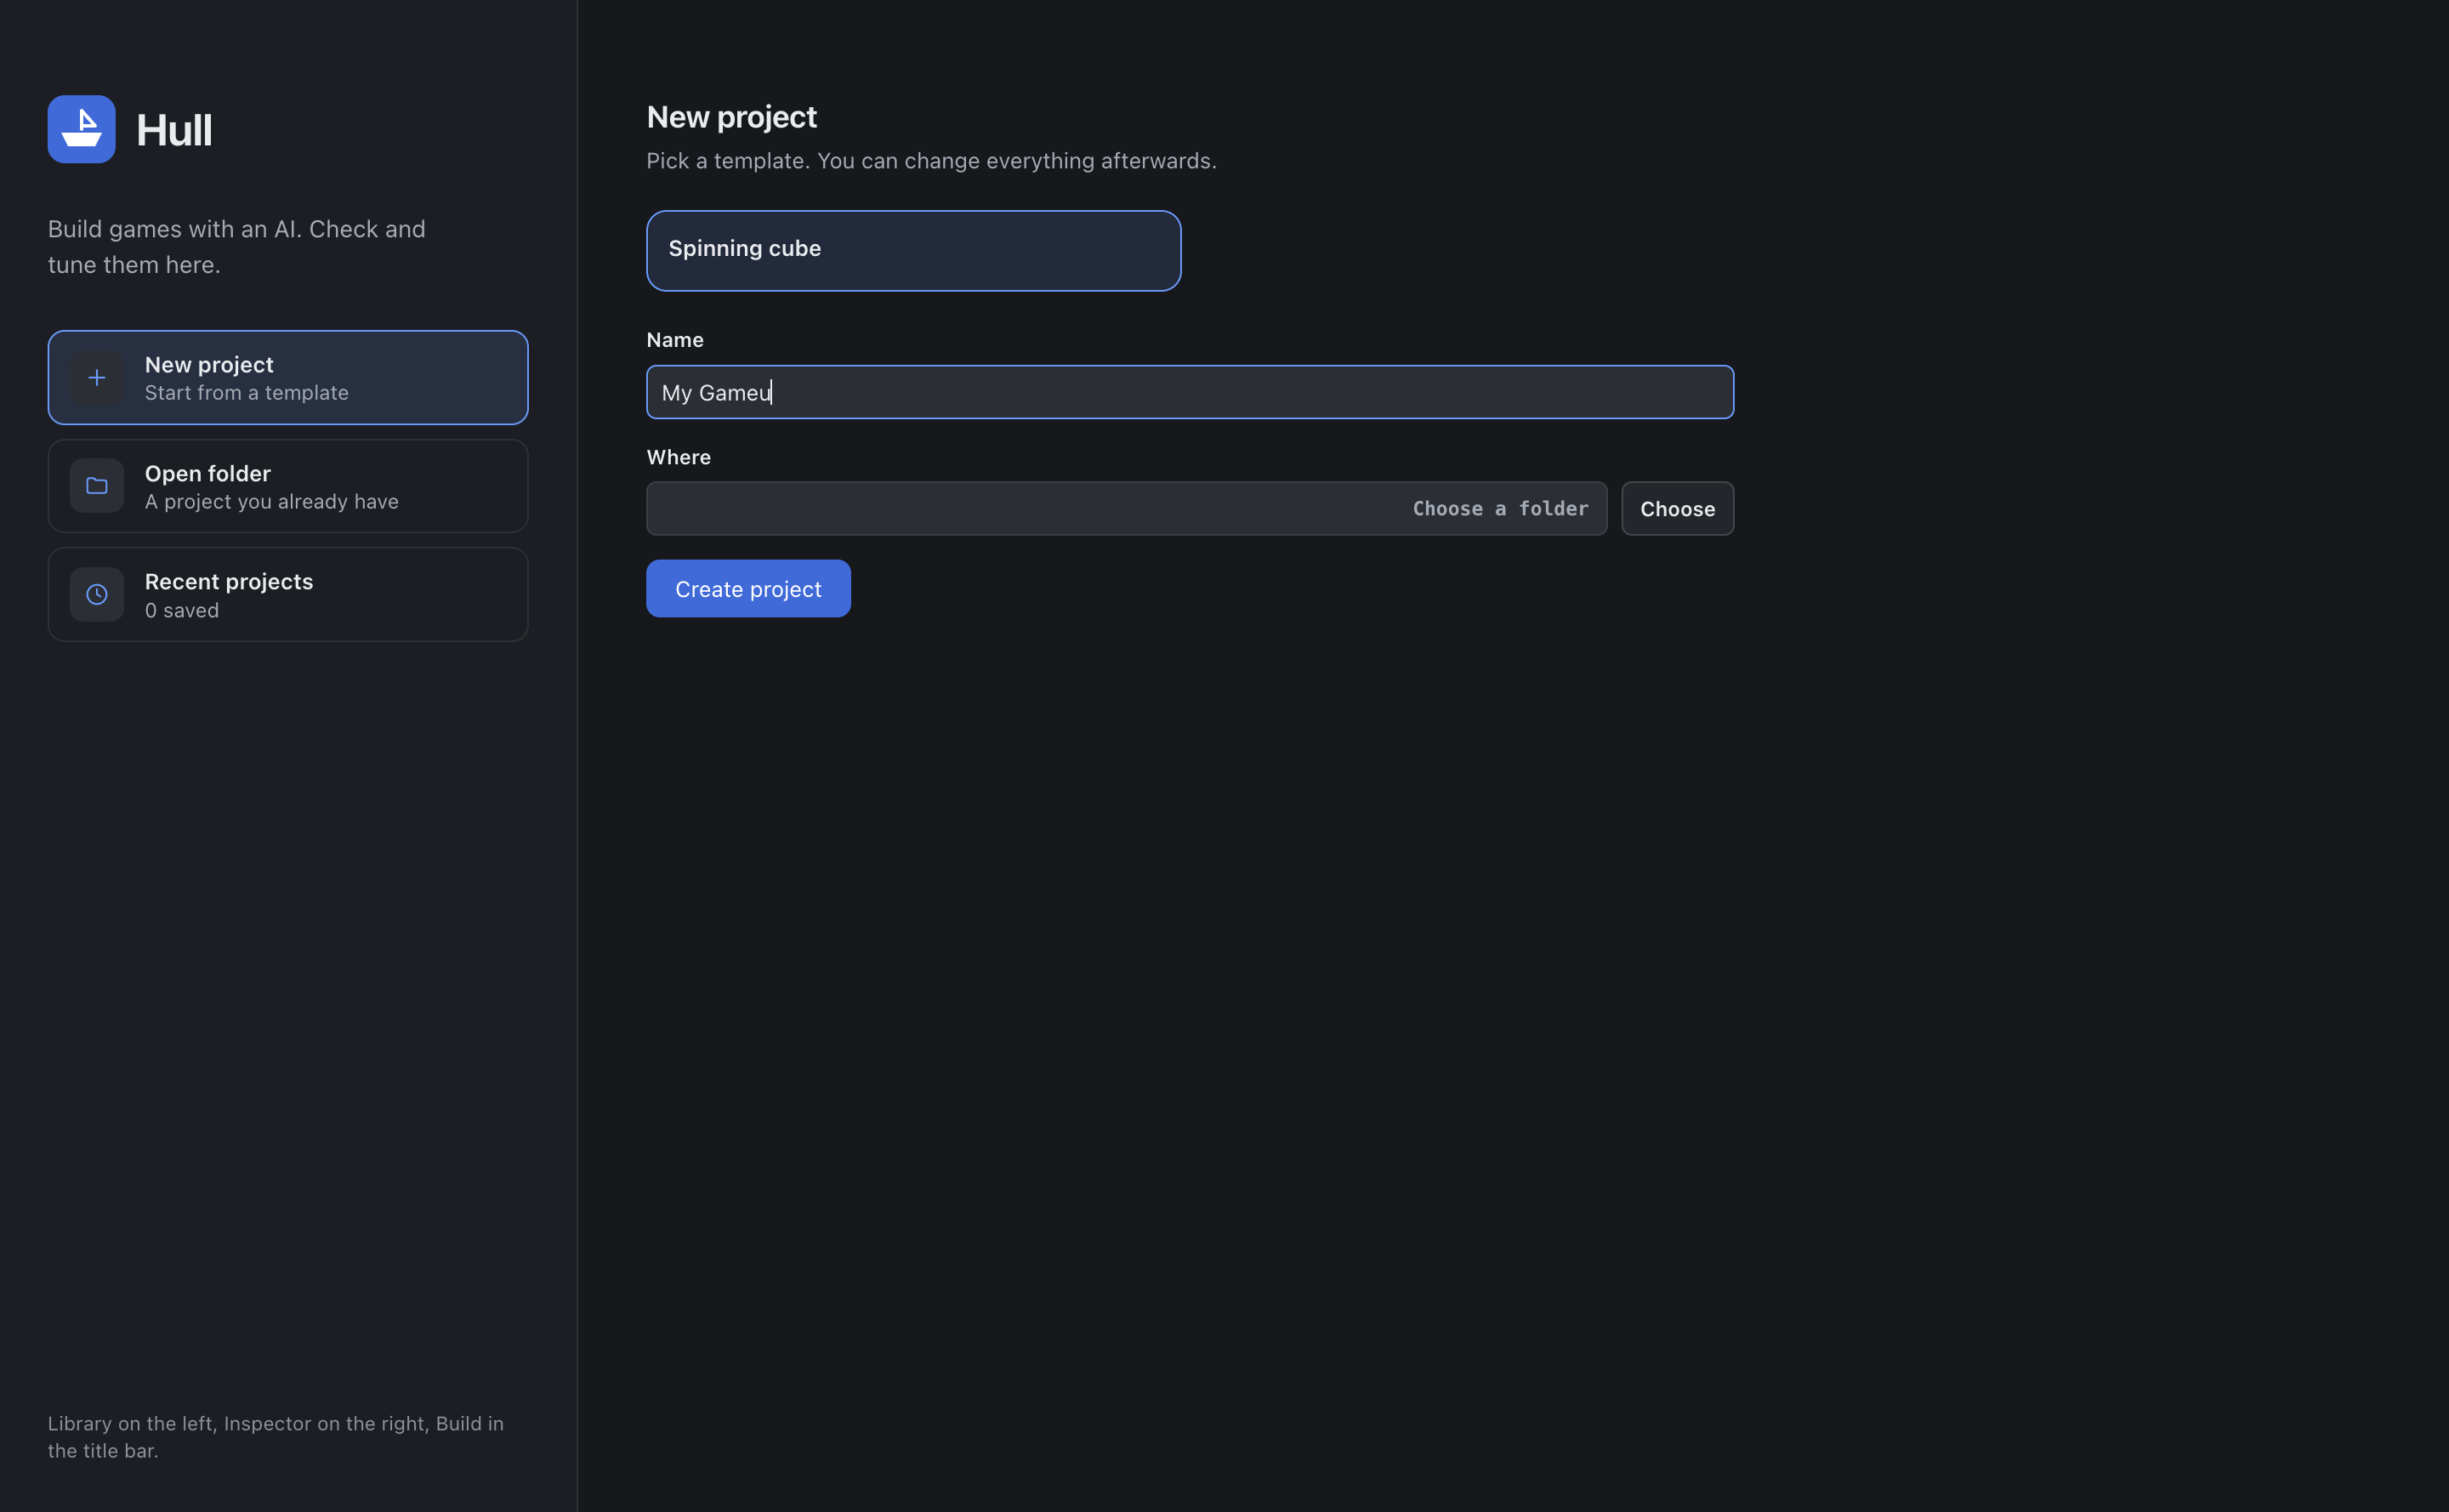 Hull
Build games with an AI. Check and
tune them here.
New project
Start from a template
Open folder
A project you already have
Recent projects
0 saved
Library on the left, Inspector on the right, Build in
the title bar.
New project
Pick a template. You can change everything afterwards.
Spinning cube
Name
My Gameu
Where
Choose a folder
Choose
Create project